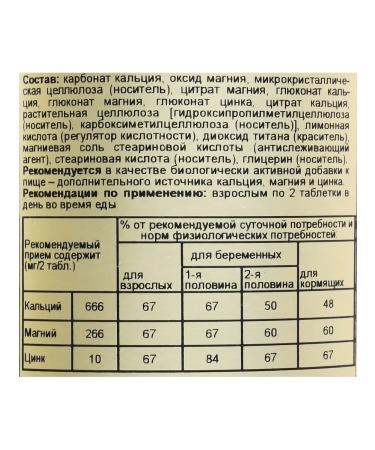 Состав: карбонат кальция, оксид магния, микрокристалличе-
ская целлюлоза (носитель), цитрат магния, глюконат каль-
ция, глюконат магния, глюконат цинка, цитрат кальция,
растительная целлюлоза [гидроксипропилметилцеллюлоза
(носитель), карбоксиметилцеллюлоза (носитель)], лимонная
кислота (регулятор кислотности), диоксид титана (краситель),
магниевая соль стеариновой кислоты (антислеживающий
агент), стеариновая кислота (носитель), глицерин (носитель).
Рекомендуется в качестве биологически активной добавки к
пище – дополнительного источника кальция, магния и цинка.
Рекомендации по применению: взрослым по 2 таблетки в
день во время еды
Рекомендуемый прием содержит (мг/2 табл.)
% от рекомендуемой суточной потребности и
норм физиологических потребностей:
для взрослых
для беременных
1-я половина
2-я половина
для кормящих
Кальций 666 67 67 50 48
Магний 266 67 67 60 60
Цинк 10 67 84 67 67